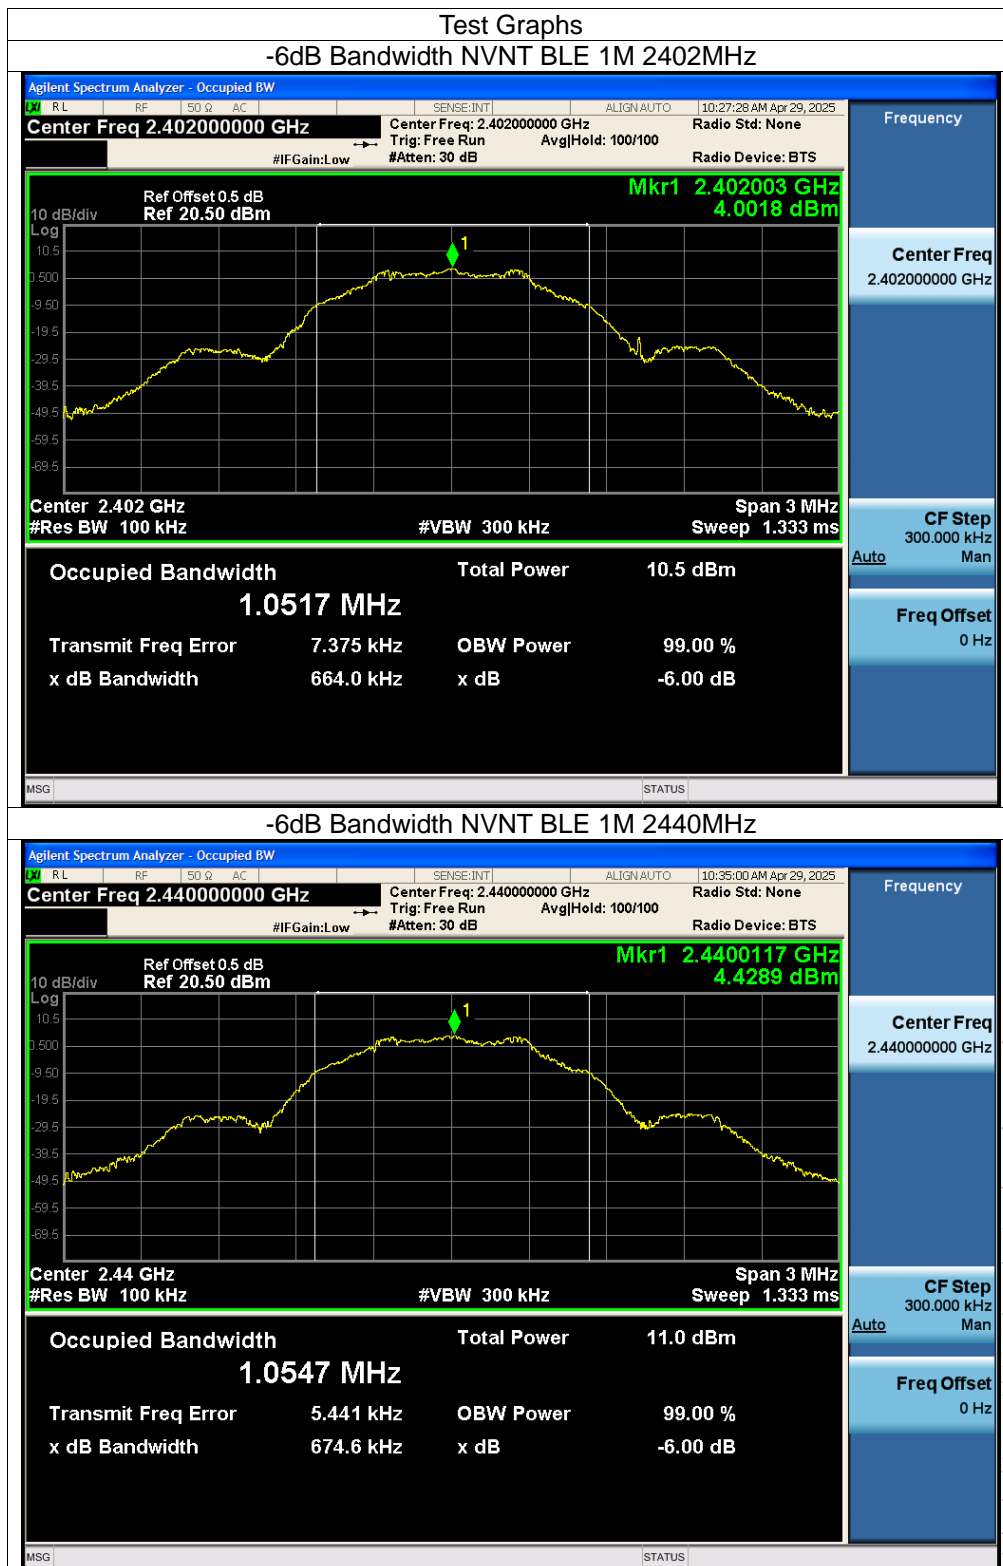 Test Graphs
-6dB Bandwidth NVNT BLE 1M 2402MHz
Agilent Spectrum Analyzer - Occupied BW
LXI RL RF 50 Ω AC SENSE:INT ALIGN AUTO 10:27:28 AM Apr 29, 2025
Center Freq 2.402000000 GHz
Center Freq: 2.402000000 GHz
Radio Std: None
Trig: Free Run Avg|Hold: 100/100
#IFGain:Low #Atten: 30 dB Radio Device: BTS
Frequency
Mkr1 2.402003 GHz
4.0018 dBm
Ref Offset 0.5 dB
10 dB/div Ref 20.50 dBm
Log
10.5
0.500
-9.50
-19.5
-29.5
-39.5
-49.5
-59.5
-69.5
1
Center 2.402 GHz Span 3 MHz
#Res BW 100 kHz #VBW 300 kHz Sweep 1.333 ms
Center Freq
2.402000000 GHz
CF Step
300.000 kHz
Auto Man
Freq Offset
0 Hz
Occupied Bandwidth Total Power 10.5 dBm
1.0517 MHz
Transmit Freq Error 7.375 kHz OBW Power 99.00 %
x dB Bandwidth 664.0 kHz x dB -6.00 dB
MSG STATUS
-6dB Bandwidth NVNT BLE 1M 2440MHz
Agilent Spectrum Analyzer - Occupied BW
LXI RL RF 50 Ω AC SENSE:INT ALIGN AUTO 10:35:00 AM Apr 29, 2025
Center Freq 2.440000000 GHz
Center Freq: 2.440000000 GHz
Radio Std: None
Trig: Free Run Avg|Hold: 100/100
#IFGain:Low #Atten: 30 dB Radio Device: BTS
Frequency
Mkr1 2.4400117 GHz
4.4289 dBm
Ref Offset 0.5 dB
10 dB/div Ref 20.50 dBm
Log
10.5
0.500
-9.50
-19.5
-29.5
-39.5
-49.5
-59.5
-69.5
1
Center 2.44 GHz Span 3 MHz
#Res BW 100 kHz #VBW 300 kHz Sweep 1.333 ms
Center Freq
2.440000000 GHz
CF Step
300.000 kHz
Auto Man
Freq Offset
0 Hz
Occupied Bandwidth Total Power 11.0 dBm
1.0547 MHz
Transmit Freq Error 5.441 kHz OBW Power 99.00 %
x dB Bandwidth 674.6 kHz x dB -6.00 dB
MSG STATUS